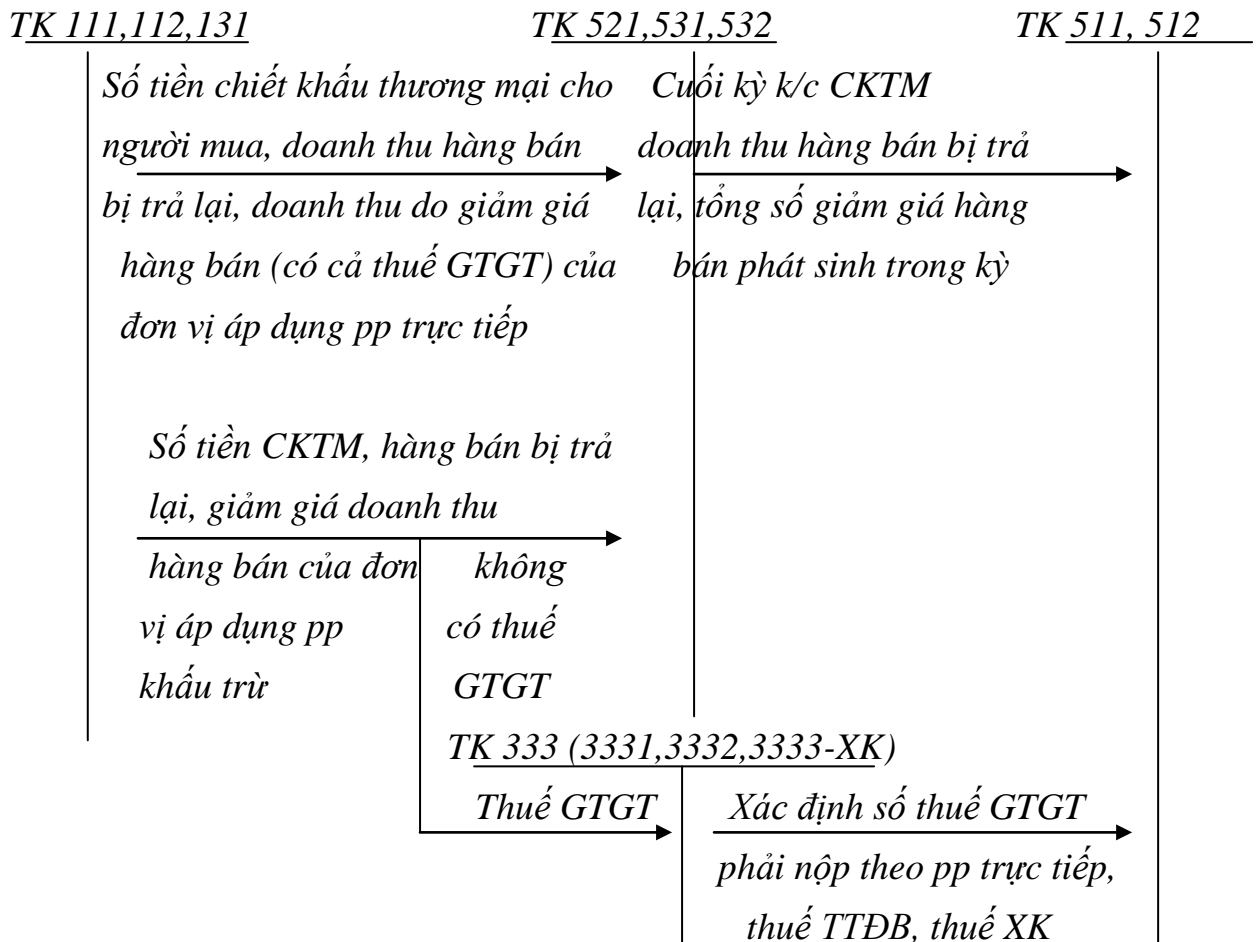 TK 111,112,131
TK 521,531,532
TK 511, 512
Số tiền chiết khấu thương mại cho
người mua, doanh thu hàng bán
bị trả lại, doanh thu do giảm giá
hàng bán (có cả thuế GTGT) của
đơn vị áp dụng pp trực tiếp
Cuối kỳ k/c CKTM
doanh thu hàng bán bị trả
lại, tổng số giảm giá hàng
bán phát sinh trong kỳ
Số tiền CKTM, hàng bán bị trả
lại, giảm giá doanh thu
hàng bán của đơn
vị áp dụng pp
khấu trừ
không
có thuế
GTGT
TK 333 (3331,3332,3333-XK)
Thuế GTGT
Xác định số thuế GTGT
phải nộp theo pp trực tiếp,
thuế TTĐB, thuế XK